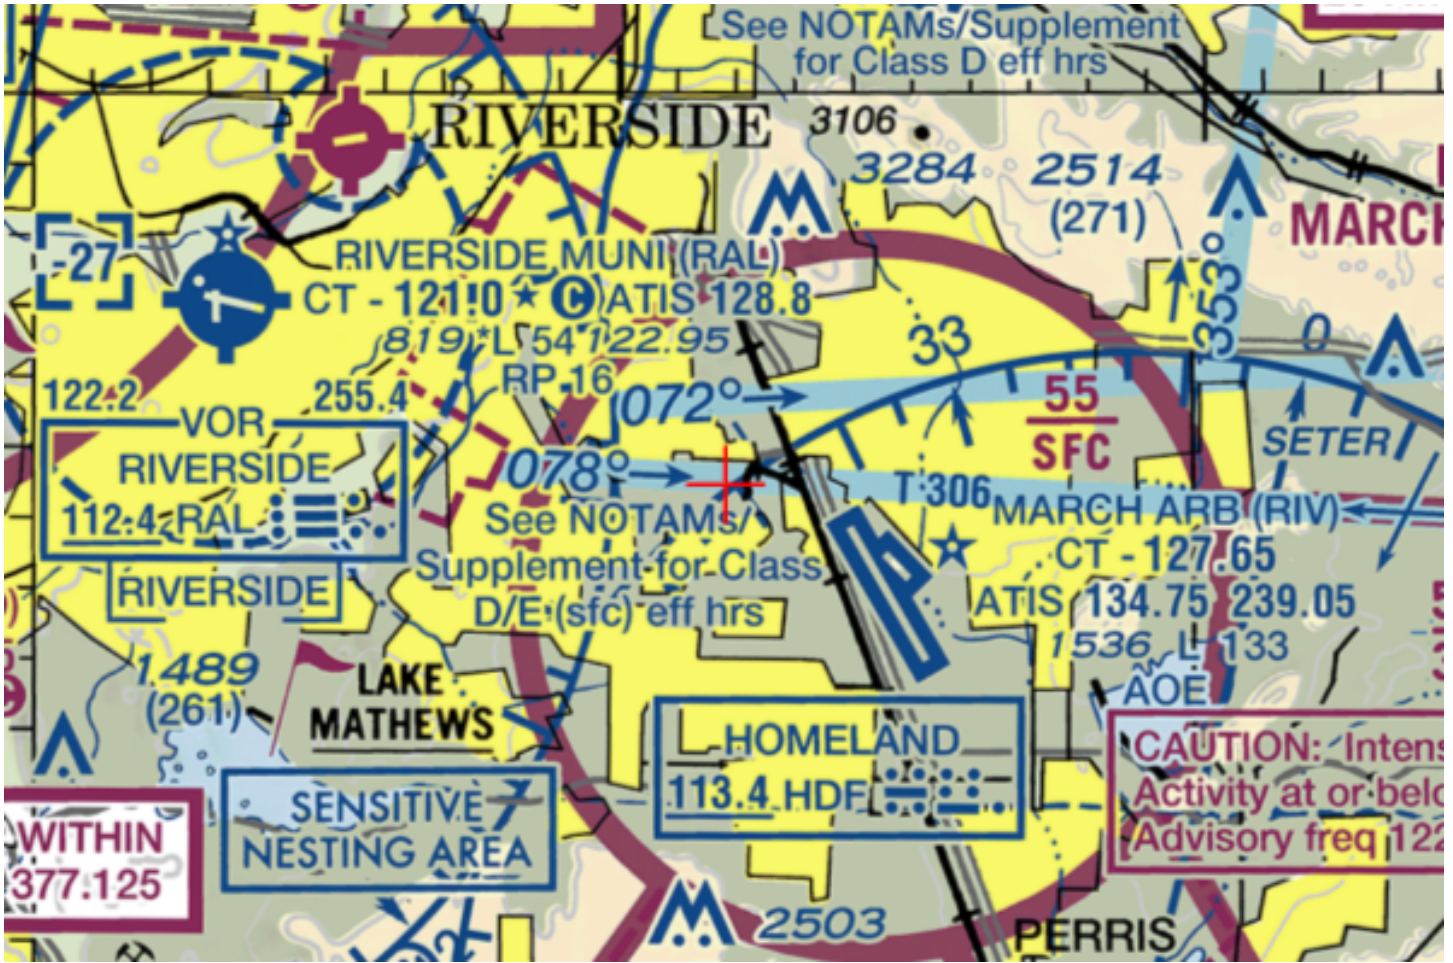 See NOTAMs/Supplement
for Class D eff hrs
RIVERSIDE
3106
3284
2514
(271)
MARCH
353°
-27
RIVERSIDE MUNI (RAL)
CT - 121.0 * C ATIS 128.8
819 *L 54 122.95
RP 16
33
0
122.2
255.4
VOR
RIVERSIDE
112.4 RAL
RIVERSIDE
072°
55
SFC
SETER
078°
T 306
See NOTAMs/
Supplement for Class
D/E (sfc) eff hrs
MARCH ARB (RIV)
CT - 127.65
ATIS 134.75 239.05
1536 L 133
AOE
1489
(261)
LAKE
MATHEWS
HOMELAND
113.4 HDF
CAUTION: Intens
Activity at or belo
Advisory freq 122
SENSITIVE
NESTING AREA
WITHIN
377.125
2503
PERRIS